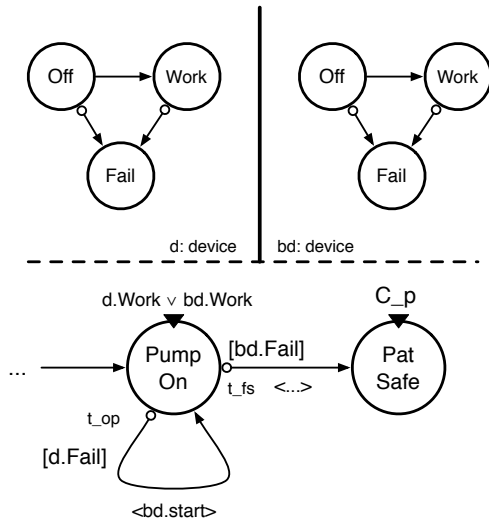 Off
Work
Fail
d: device
Off
Work
Fail
bd: device
d.Work ∨ bd.Work
C_p
...
Pump
On
[bd.Fail]
t_fs <...>
Pat
Safe
t_op
[d.Fail]
<bd.start>